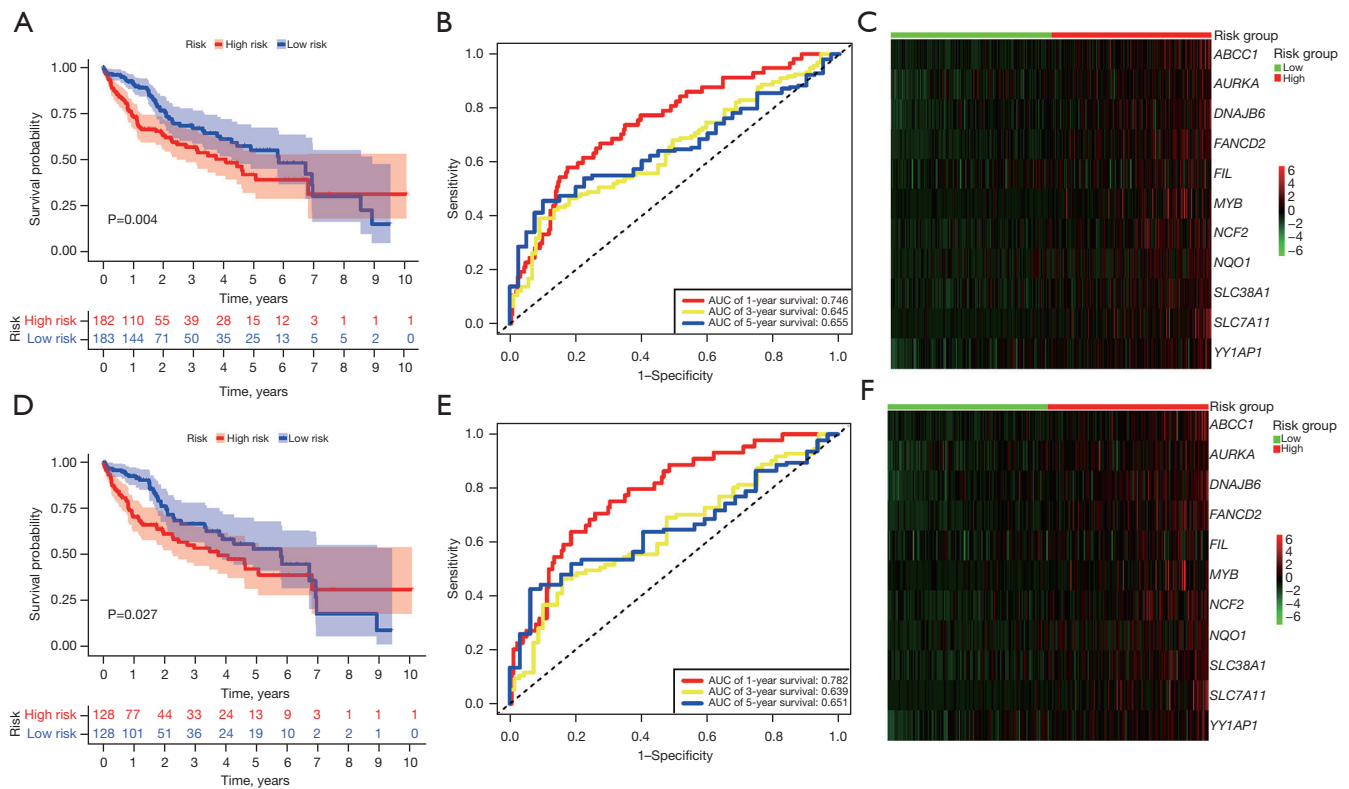 A
Risk High risk Low risk
Survival probability
1.00
0.75
0.50
0.25
0.00
P=0.004
0 1 2 3 4 5 6 7 8 9 10
Time, years
Risk
High risk 182 110 55 39 28 15 12 3 1 1 1
Low risk 183 144 71 50 35 25 13 5 5 2 0
0 1 2 3 4 5 6 7 8 9 10
Time, years
B
Sensitivity
1.0
0.8
0.6
0.4
0.2
0.0
AUC of 1-year survival: 0.746
AUC of 3-year survival: 0.645
AUC of 5-year survival: 0.655
0.0 0.2 0.4 0.6 0.8 1.0
1–Specificity
C
Risk group
ABCC1
AURKA
DNAJB6
FANCD2
FIL
MYB
NCF2
NQO1
SLC38A1
SLC7A11
YY1AP1
Risk group
Low
High
6
4
2
0
−2
−4
−6
D
Risk High risk Low risk
Survival probability
1.00
0.75
0.50
0.25
0.00
P=0.027
0 1 2 3 4 5 6 7 8 9 10
Time, years
Risk
High risk 128 77 44 33 24 13 9 3 1 1 1
Low risk 128 101 51 36 24 19 10 2 2 1 0
0 1 2 3 4 5 6 7 8 9 10
Time, years
E
Sensitivity
1.0
0.8
0.6
0.4
0.2
0.0
AUC of 1-year survival: 0.782
AUC of 3-year survival: 0.639
AUC of 5-year survival: 0.651
0.0 0.2 0.4 0.6 0.8 1.0
1–Specificity
F
Risk group
ABCC1
AURKA
DNAJB6
FANCD2
FIL
MYB
NCF2
NQO1
SLC38A1
SLC7A11
YY1AP1
Risk group
Low
High
6
4
2
0
−2
−4
−6